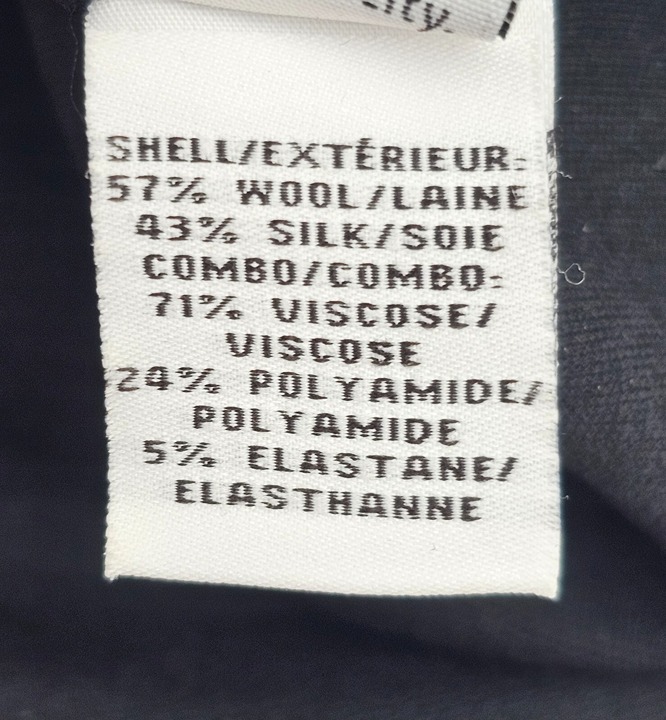 SHELL/EXTÉRIEUR:
57% WOOL/LAINE
43% SILK/SOIE
COMBO/COMBO:
71% VISCOSE/
VISCOSE
24% POLYAMIDE/
POLYAMIDE
5% ELASTANE/
ELASTHANNE